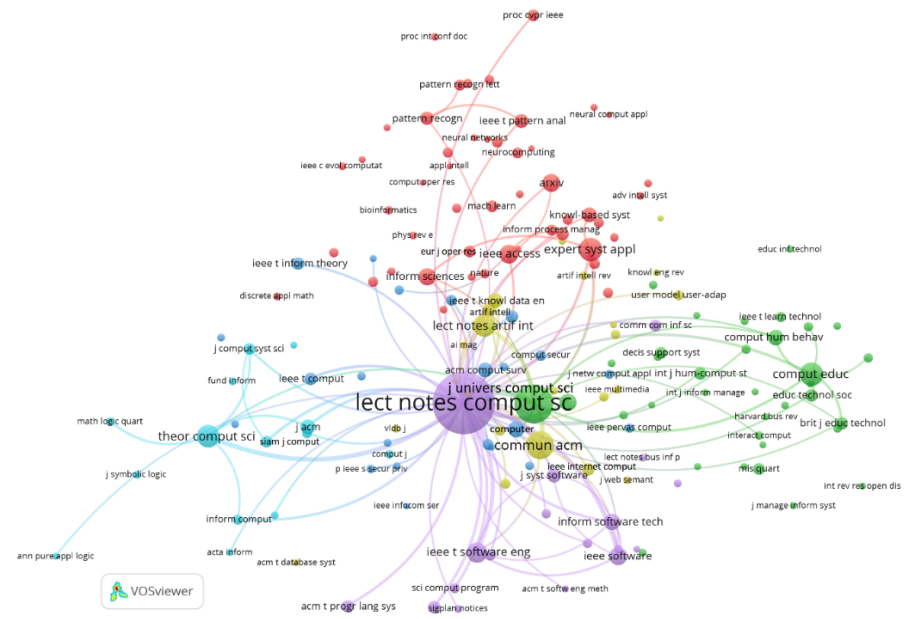 proc cvpr ieee
proc int conf doc
pattern recogn lett
neural comput appl
pattern recogn
ieee t pattern anal
neural networks
neurocomputing
ieee c evol computat
appl intell
comput oper res
arxiv
adv intell syst
mach learn
bioinformatics
knowl-based syst
inform process manag
phys rev e
eur j oper res
ieee access
expert syst appl
educ inf technol
ieee t inform theory
inform sciences
nature
artif intell rev
knowl eng rev
discrete appl math
ieee t knowl data en
user model user-adap
artif intell
lect notes artif int
comm com inf sc
ieee t learn technol
comput hum behav
j comput syst sci
ai mag
comput secur
decis support syst
acm comput surv
fund inform
ieee t comput
j netw comput appl
int j hum-comput st
comput educ
j univers comput sci
ieee multimedia
int j inform manage
educ technol soc
lect notes comput sc
math logic quart
harvard bus rev
brit j educ technol
j acm
vldb j
computer
ieee pervas comput
theor comput sci
siam j comput
interact comput
commun acm
comput j
lect notes bus inf p
p ieee s secur priv
ieee internet comput
mis quart
j symbolic logic
j syst software
j web semant
int rev res open dis
ieee infocom ser
j manage inform syst
inform comput
inform software tech
acta inform
ieee t software eng
ieee software
ann pure appl logic
acm t database syst
sci comput program
acm t softw eng meth
VOSviewer
acm t progr lang sys
sigplan notices